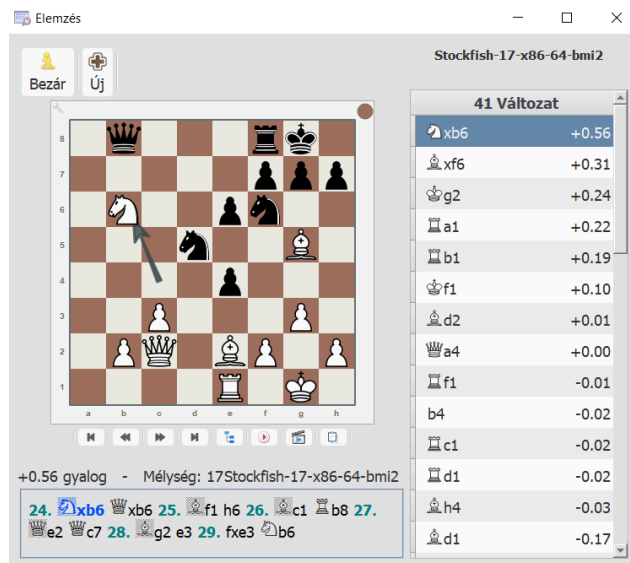 Elemzés
Bezár Új
Stockfish-17-x86-64-bmi2
41 Változat
♘xb6 +0.56
♗xf6 +0.31
♔g2 +0.24
♖a1 +0.22
♖b1 +0.19
♔f1 +0.10
♗d2 +0.01
♕a4 +0.00
♖f1 -0.01
b4 -0.02
♖c1 -0.02
♖d1 -0.02
♗h4 -0.03
♗d1 -0.17
8
7
6
5
4
3
2
1
a b c d e f g h
+0.56 gyalog - Mélység: 17Stockfish-17-x86-64-bmi2
24. ♘xb6 ♕xb6 25. ♗f1 h6 26. ♗c1 ♖b8 27.
♕e2 ♕c7 28. ♗g2 e3 29. fxe3 ♘b6